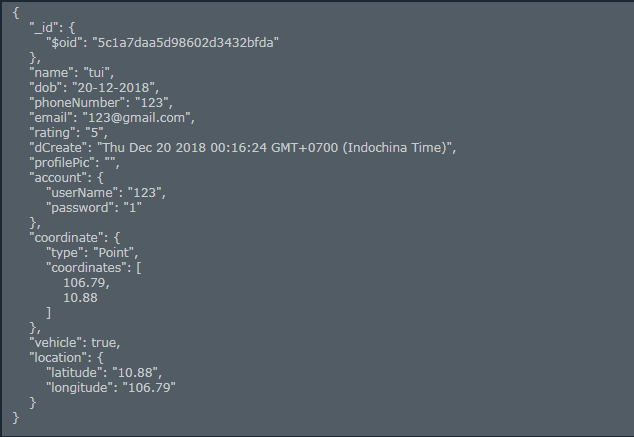 {
"_id": {
"$oid": "5c1a7daa5d98602d3432bfda"
},
"name": "tui",
"dob": "20-12-2018",
"phoneNumber": "123",
"email": "123@gmail.com",
"rating": "5",
"dCreate": "Thu Dec 20 2018 00:16:24 GMT+0700 (Indochina Time)",
"profilePic": "",
"account": {
"userName": "123",
"password": "1"
},
"coordinate": {
"type": "Point",
"coordinates": [
106.79,
10.88
]
},
"vehicle": true,
"location": {
"latitude": "10.88",
"longitude": "106.79"
}
}